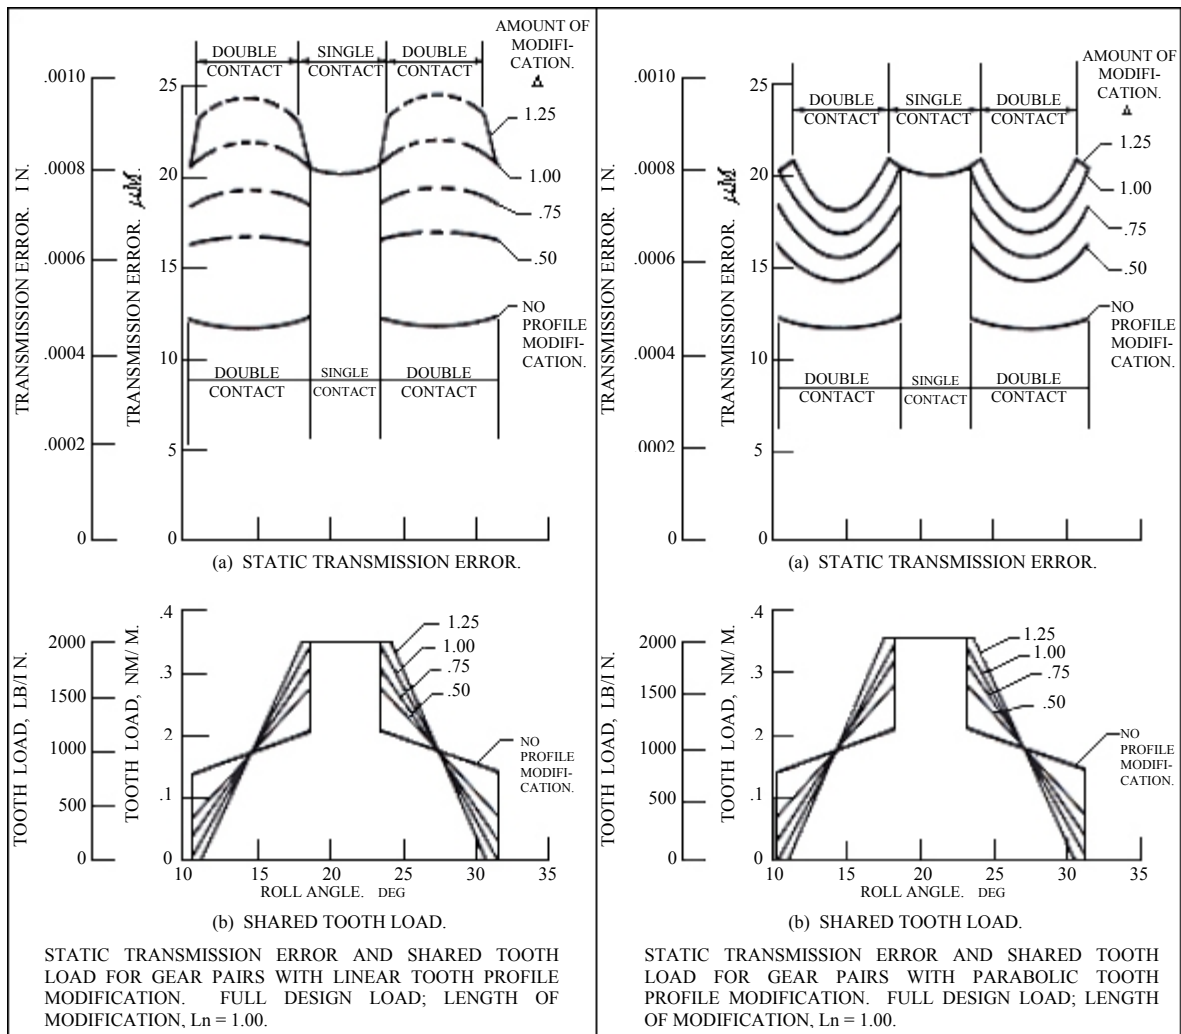 AMOUNT OF
MODIFI-
CATION.
Δ
DOUBLE
CONTACT
SINGLE
CONTACT
DOUBLE
CONTACT
1.25
1.00
.75
.50
NO
PROFILE
MODIFI-
CATION.
DOUBLE
CONTACT
SINGLE
CONTACT
DOUBLE
CONTACT
TRANSMISSION ERROR. I N.
.0010
.0008
.0006
.0004
.0002
0
TRANSMISSION ERROR. μM.
25
20
15
10
5
0
(a) STATIC TRANSMISSION ERROR.
TOOTH LOAD, LB/I N.
2000
1500
1000
500
0
TOOTH LOAD, NM/ M.
.4
.3
.2
.1
0
1.25
1.00
.75
.50
NO
PROFILE
MODIFI-
CATION.
10
15
20
25
30
35
ROLL ANGLE. DEG
(b) SHARED TOOTH LOAD.
STATIC TRANSMISSION ERROR AND SHARED TOOTH
LOAD FOR GEAR PAIRS WITH LINEAR TOOTH PROFILE
MODIFICATION. FULL DESIGN LOAD; LENGTH OF
MODIFICATION, Ln = 1.00.
AMOUNT OF
MODIFI-
CATION.
Δ
DOUBLE
CONTACT
SINGLE
CONTACT
DOUBLE
CONTACT
1.25
1.00
.75
.50
NO
PROFILE
MODIFI-
CATION.
DOUBLE
CONTACT
SINGLE
CONTACT
DOUBLE
CONTACT
TRANSMISSION ERROR. I N.
.0010
.0008
.0006
.0004
.0002
0
TRANSMISSION ERROR. μM.
25
20
15
10
5
0
(a) STATIC TRANSMISSION ERROR.
TOOTH LOAD, LB/I N.
2000
1500
1000
500
0
TOOTH LOAD, NM/ M.
.4
.3
.2
.1
0
1.25
1.00
.75
.50
NO
PROFILE
MODIFI-
CATION.
10
15
20
25
30
35
ROLL ANGLE. DEG
(b) SHARED TOOTH LOAD.
STATIC TRANSMISSION ERROR AND SHARED TOOTH
LOAD FOR GEAR PAIRS WITH PARABOLIC TOOTH
PROFILE MODIFICATION. FULL DESIGN LOAD; LENGTH
OF MODIFICATION, Ln = 1.00.